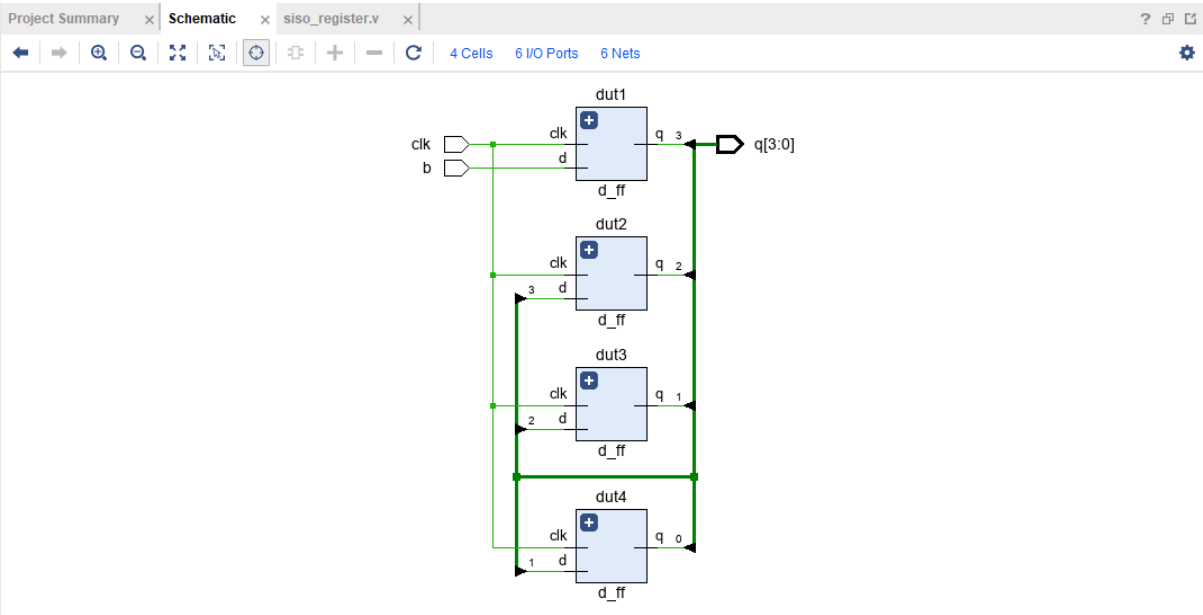 Project Summary × Schematic × siso_register.v × ?
4 Cells 6 I/O Ports 6 Nets
dut1
clk clk q 3 q[3:0]
b d
d_ff
dut2
clk q 2
3 d
d_ff
dut3
clk q 1
2 d
d_ff
dut4
clk q 0
1 d
d_ff